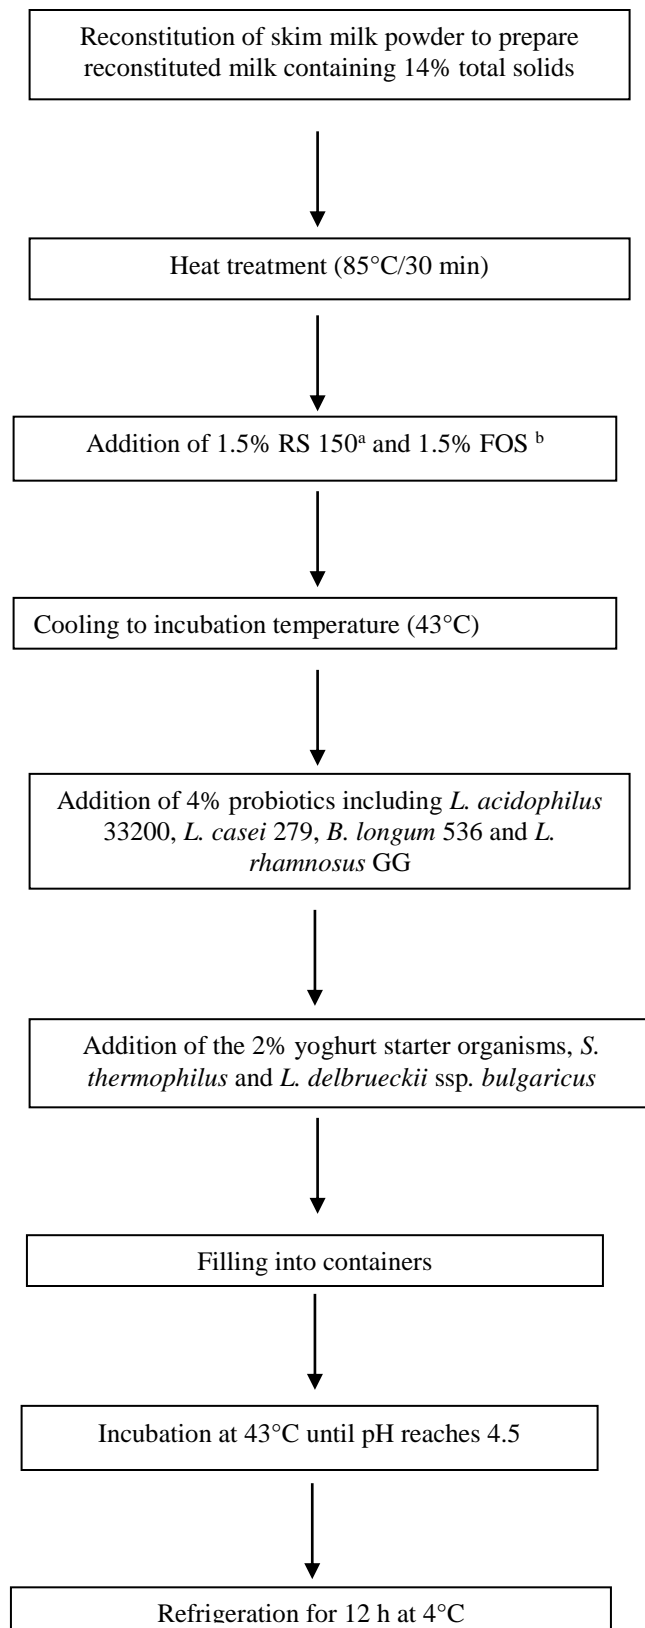 Reconstitution of skim milk powder to prepare
reconstituted milk containing 14% total solids
Heat treatment (85°C/30 min)
Addition of 1.5% RS 150ᵃ and 1.5% FOS ᵇ
Cooling to incubation temperature (43°C)
Addition of 4% probiotics including L. acidophilus
33200, L. casei 279, B. longum 536 and L.
rhamnosus GG
Addition of the 2% yoghurt starter organisms, S.
thermophilus and L. delbrueckii ssp. bulgaricus
Filling into containers
Incubation at 43°C until pH reaches 4.5
Refrigeration for 12 h at 4°C